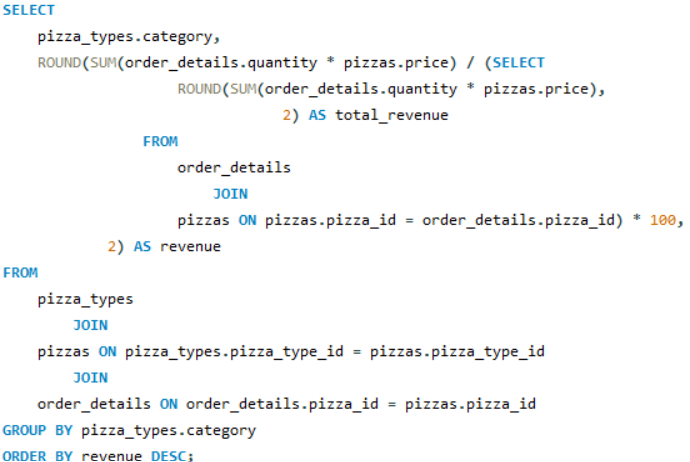 SELECT
pizza_types.category,
ROUND(SUM(order_details.quantity * pizzas.price) / (SELECT
ROUND(SUM(order_details.quantity * pizzas.price),
2) AS total_revenue
FROM
order_details
JOIN
pizzas ON pizzas.pizza_id = order_details.pizza_id) * 100,
2) AS revenue
FROM
pizza_types
JOIN
pizzas ON pizza_types.pizza_type_id = pizzas.pizza_type_id
JOIN
order_details ON order_details.pizza_id = pizzas.pizza_id
GROUP BY pizza_types.category
ORDER BY revenue DESC;